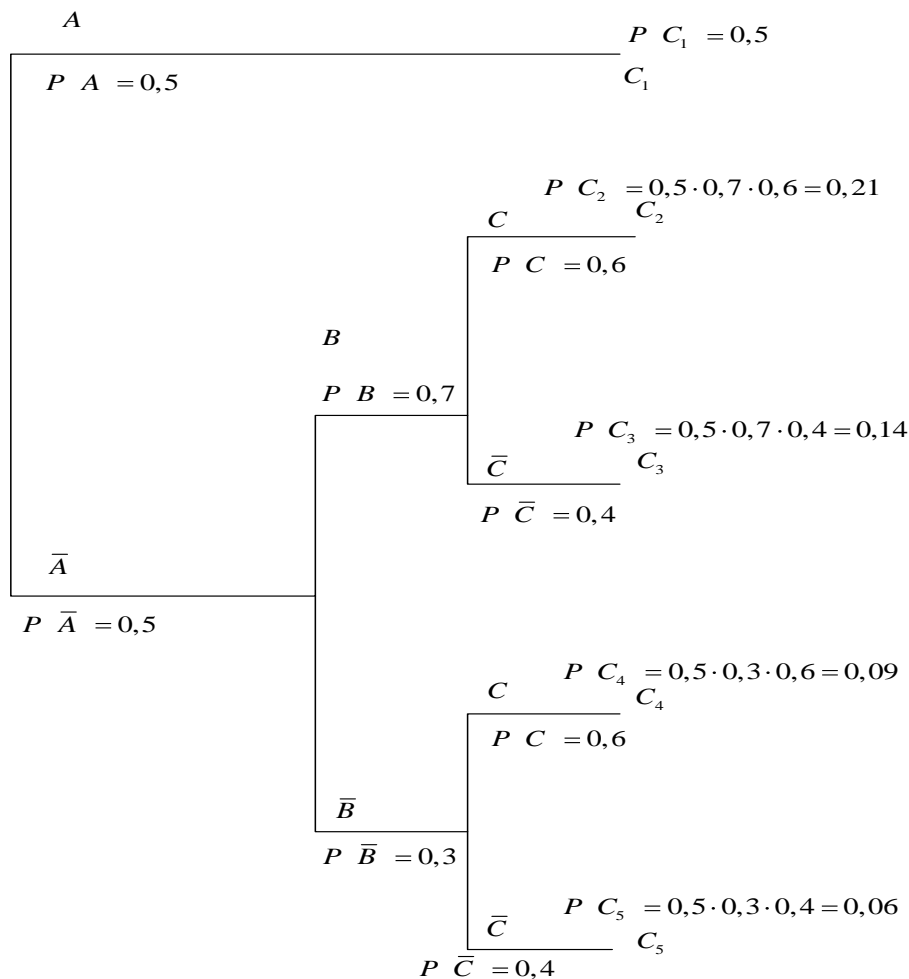 A
P C₁ = 0,5
P A = 0,5
C₁
P C₂ = 0,5·0,7·0,6 = 0,21
C
C₂
P C = 0,6
B
P B = 0,7
P C₃ = 0,5·0,7·0,4 = 0,14
C̅
C₃
P C̅ = 0,4
A̅
P A̅ = 0,5
P C₄ = 0,5·0,3·0,6 = 0,09
C
C₄
P C = 0,6
B̅
P B̅ = 0,3
P C₅ = 0,5·0,3·0,4 = 0,06
C̅
C₅
P C̅ = 0,4